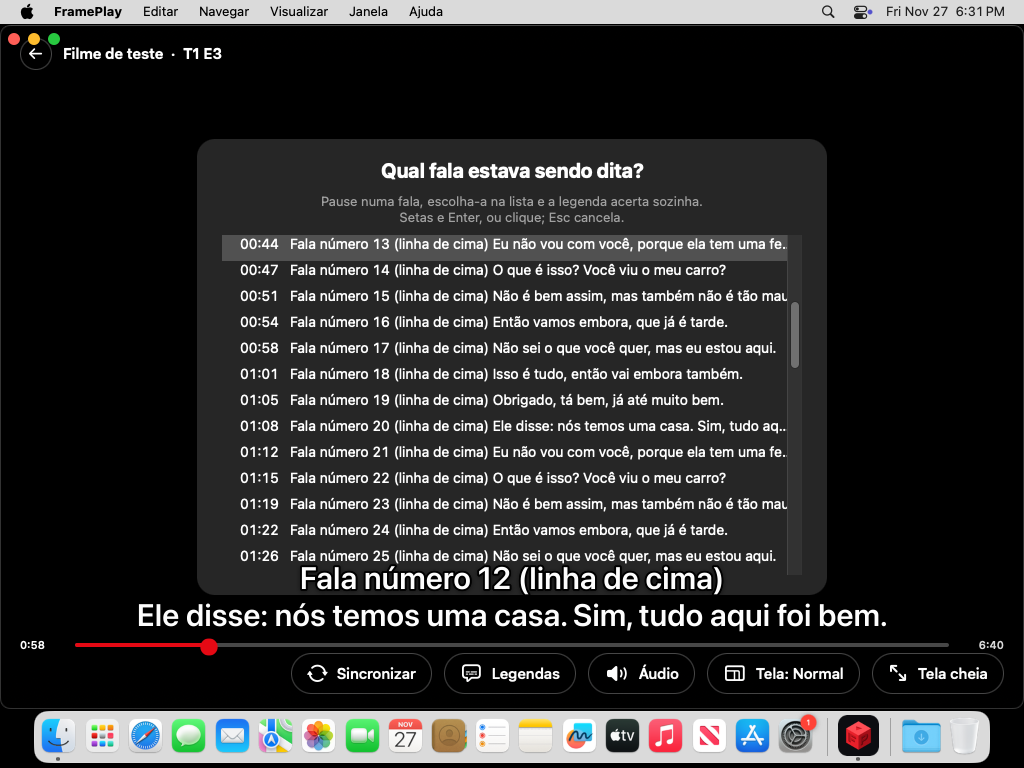 FramePlay Editar Navegar Visualizar Janela Ajuda Fri Nov 27 6:31 PM
Filme de teste · T1 E3
Qual fala estava sendo dita?
Pause numa fala, escolha-a na lista e a legenda acerta sozinha.
Setas e Enter, ou clique; Esc cancela.
00:44 Fala número 13 (linha de cima) Eu não vou com você, porque ela tem uma fe..
00:47 Fala número 14 (linha de cima) O que é isso? Você viu o meu carro?
00:51 Fala número 15 (linha de cima) Não é bem assim, mas também não é tão mau
00:54 Fala número 16 (linha de cima) Então vamos embora, que já é tarde.
00:58 Fala número 17 (linha de cima) Não sei o que você quer, mas eu estou aqui.
01:01 Fala número 18 (linha de cima) Isso é tudo, então vai embora também.
01:05 Fala número 19 (linha de cima) Obrigado, tá bem, já até muito bem.
01:08 Fala número 20 (linha de cima) Ele disse: nós temos uma casa. Sim, tudo aq..
01:12 Fala número 21 (linha de cima) Eu não vou com você, porque ela tem uma fe..
01:15 Fala número 22 (linha de cima) O que é isso? Você viu o meu carro?
01:19 Fala número 23 (linha de cima) Não é bem assim, mas também não é tão mau
01:22 Fala número 24 (linha de cima) Então vamos embora, que já é tarde.
01:26 Fala número 25 (linha de cima) Não sei o que você quer, mas eu estou aqui.
Fala número 12 (linha de cima)
Ele disse: nós temos uma casa. Sim, tudo aqui foi bem.
0:58 6:40
Sincronizar Legendas Áudio Tela: Normal Tela cheia
NOV
27
tv
1